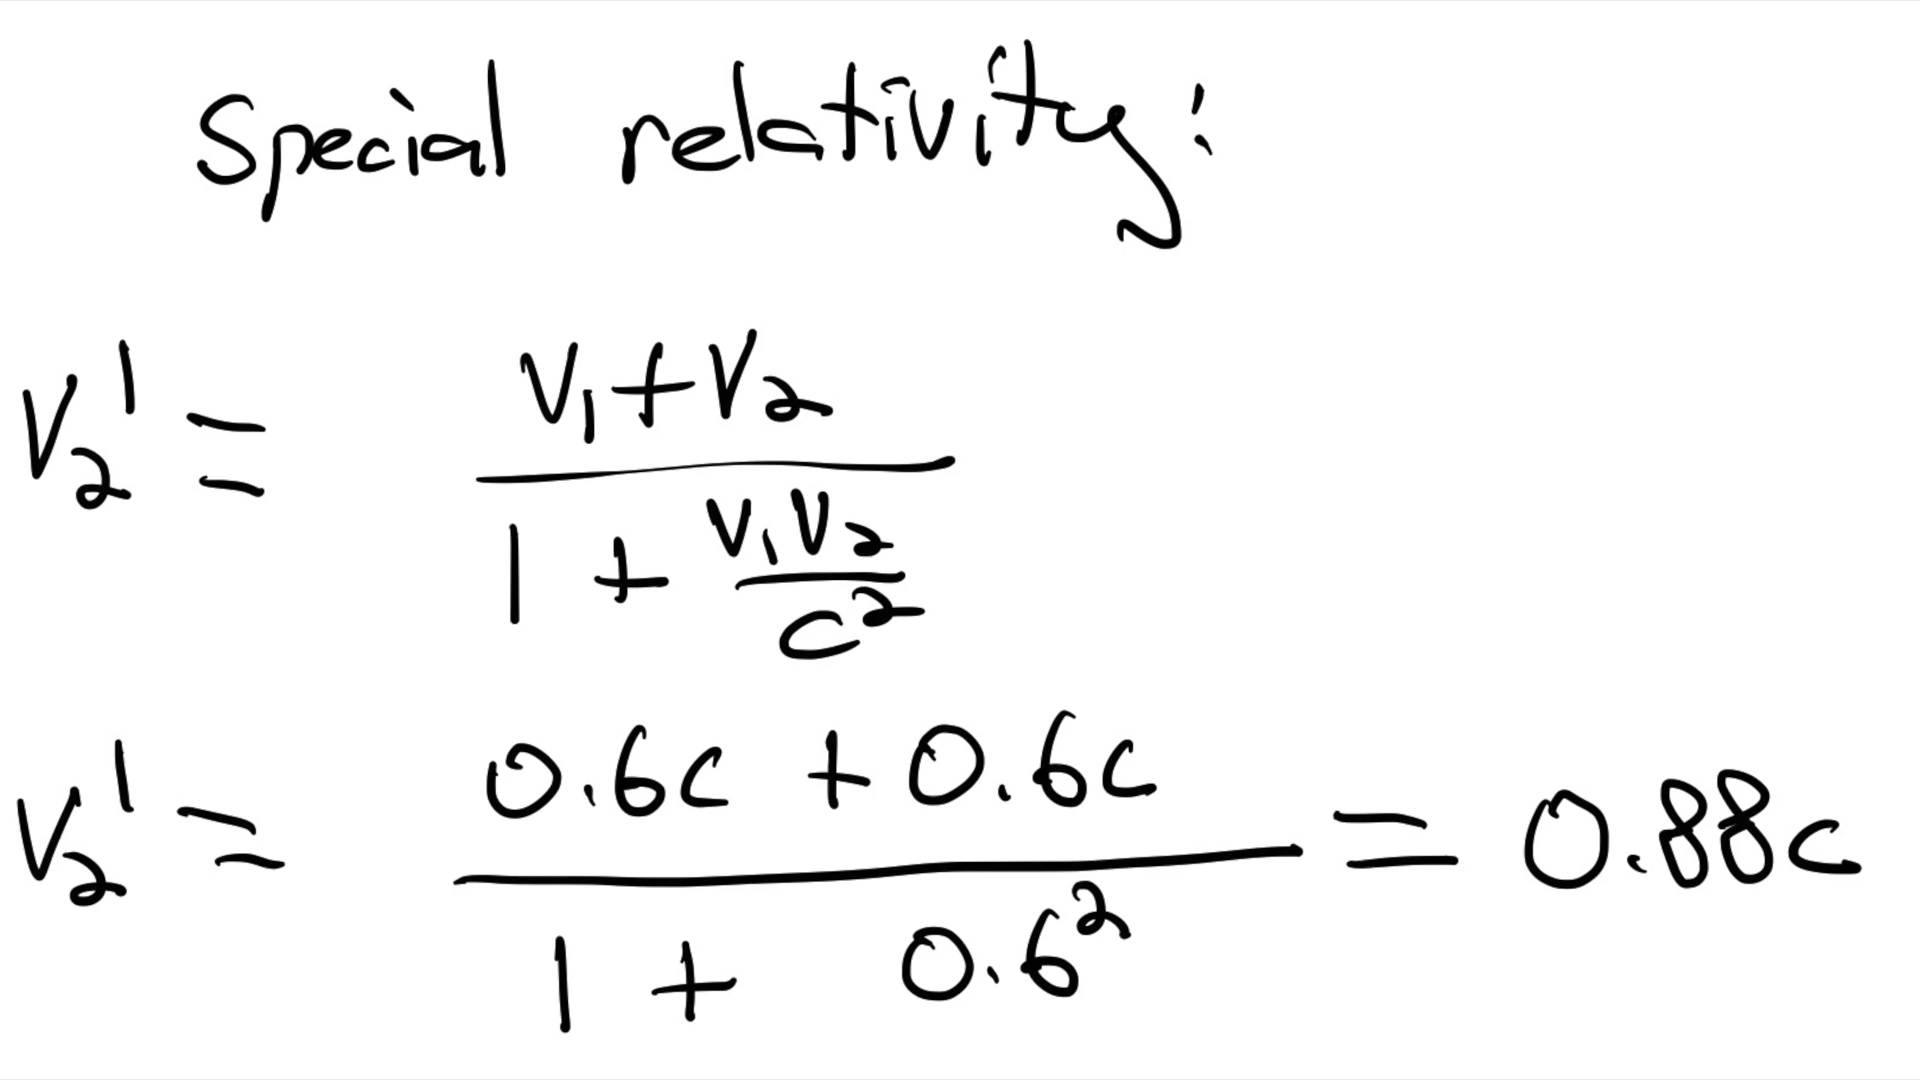 Special relativity:
V₂' = (V₁+V₂) / (1 + V₁V₂/c²)
V₂' = (0.6c + 0.6c) / (1 + 0.6²) = 0.88c